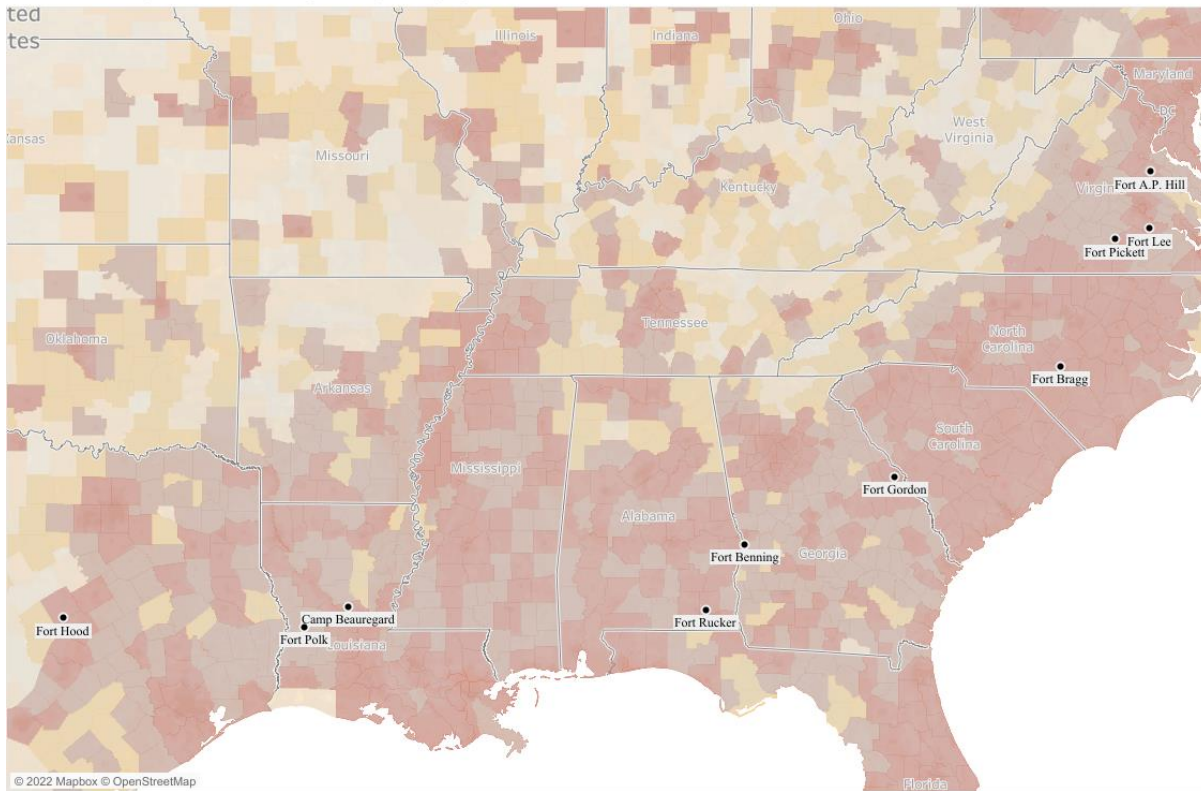 ted
tes
Illinois
Indiana
Ohio
Maryland
DC
Kansas
Missouri
West
Virginia
Kentucky
Virginia
Fort A.P. Hill
Fort Lee
Fort Pickett
Oklahoma
Tennessee
North
Carolina
Arkansas
Fort Bragg
South
Carolina
Mississippi
Fort Gordon
Alabama
Fort Benning
Georgia
Fort Hood
Camp Beauregard
Fort Rucker
Fort Polk
Louisiana
© 2022 Mapbox © OpenStreetMap
Florida